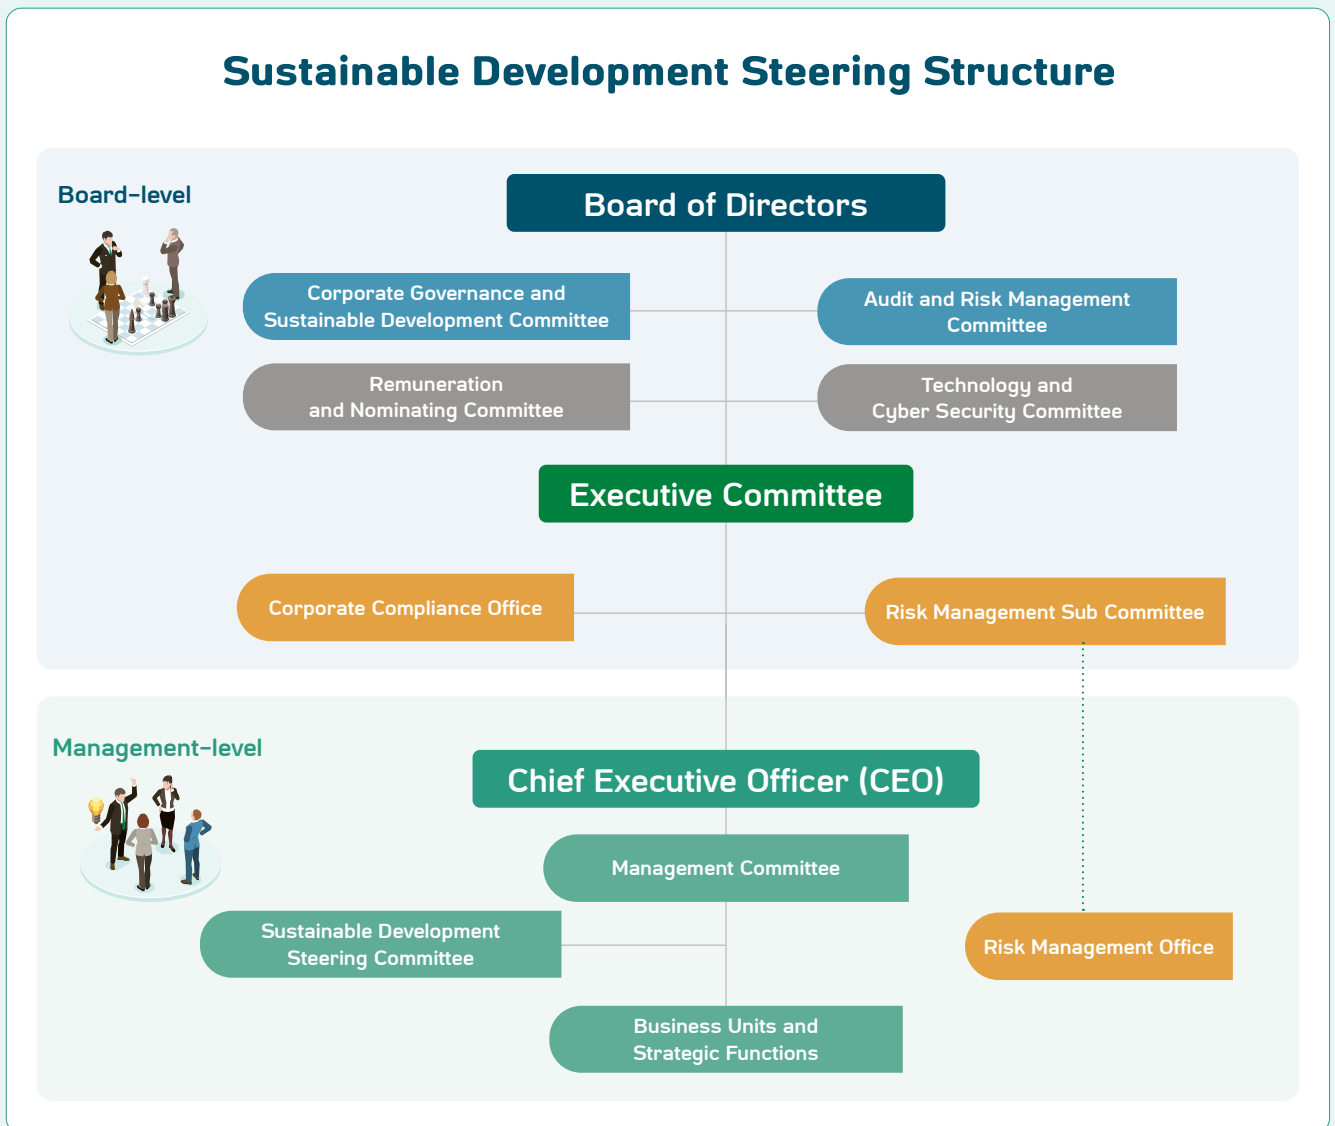 Sustainable Development Steering Structure
Board-level
Board of Directors
Corporate Governance and
Sustainable Development Committee
Audit and Risk Management
Committee
Remuneration
and Nominating Committee
Technology and
Cyber Security Committee
Executive Committee
Corporate Compliance Office
Risk Management Sub Committee
Management-level
Chief Executive Officer (CEO)
Management Committee
Sustainable Development
Steering Committee
Risk Management Office
Business Units and
Strategic Functions